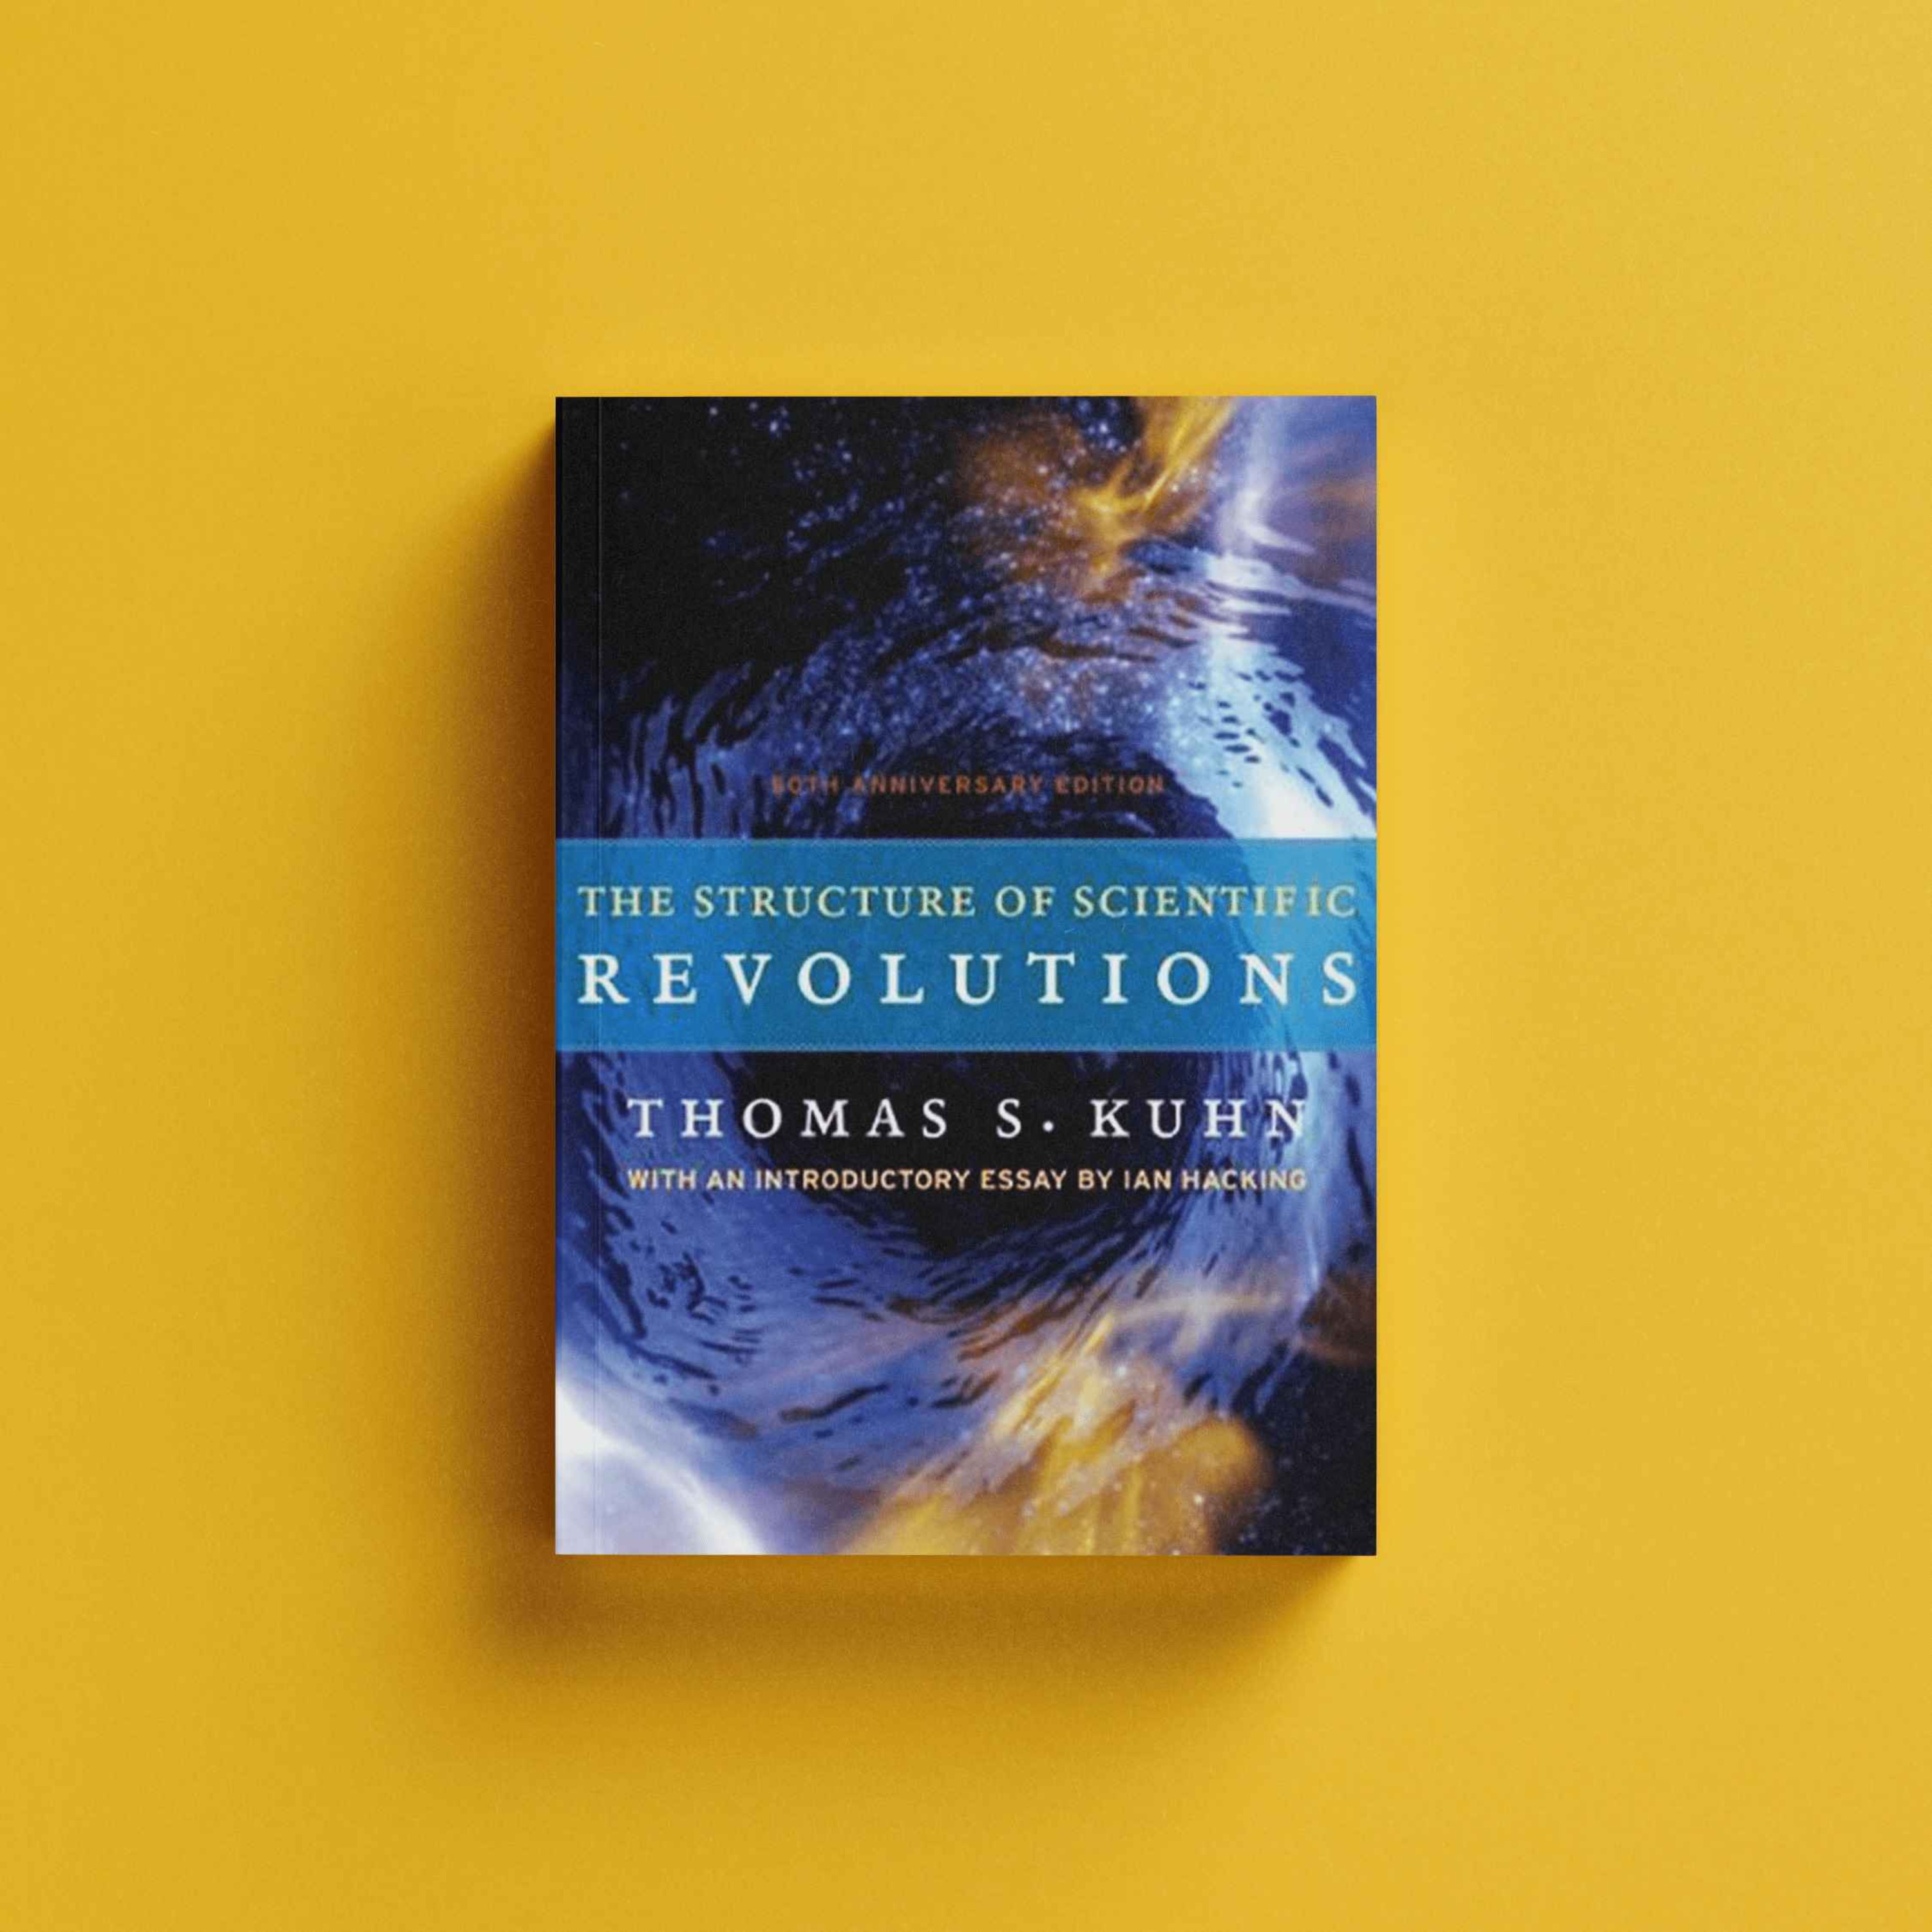 50TH ANNIVERSARY EDITION
THE STRUCTURE OF SCIENTIFIC
REVOLUTIONS
THOMAS S. KUHN
WITH AN INTRODUCTORY ESSAY BY IAN HACKING